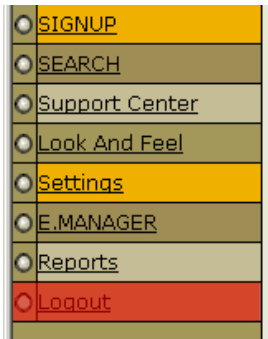 SIGNUP
SEARCH
Support Center
Look And Feel
Settings
E.MANAGER
Reports
Logout